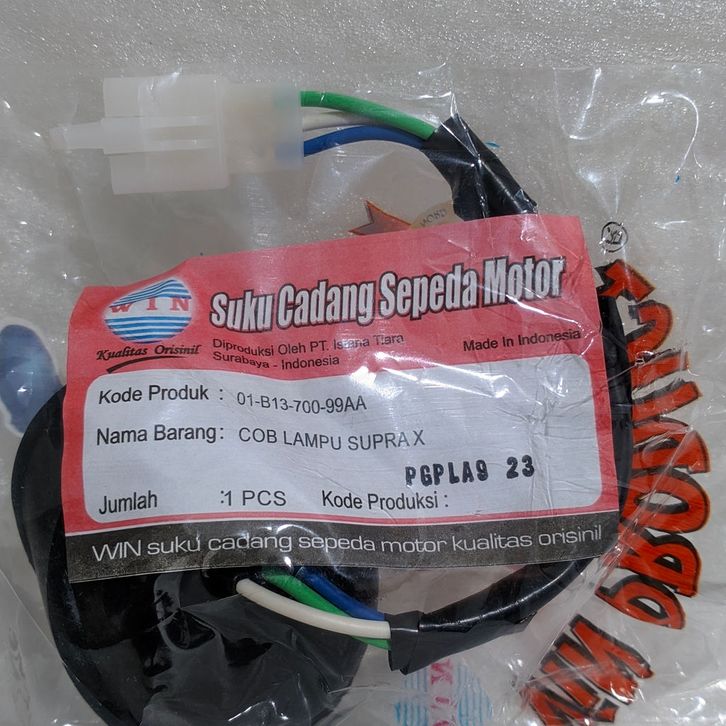 WIN
Kualitas Orisinil
Suku Cadang Sepeda Motor
Diproduksi Oleh PT. Istana Tiara
Surabaya - Indonesia
Made In Indonesia
Kode Produk : 01-B13-700-99AA
Nama Barang: COB LAMPU SUPRA X
PGPLA9 23
Jumlah :1 PCS Kode Produksi :
WIN suku cadang sepeda motor kualitas orisinil
WIN